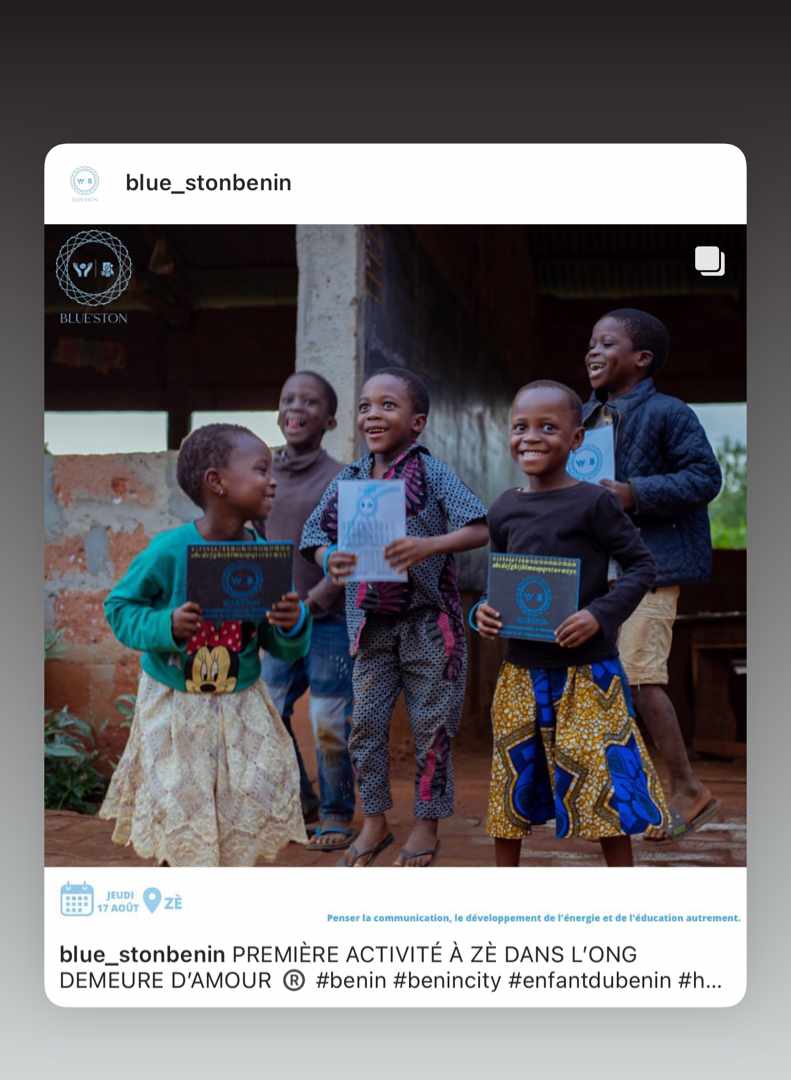 blue_stonbenin
BLUE'STON
JEUDI
17 AOÛT
ZÈ
Penser la communication, le développement de l'énergie et de l'éducation autrement.
blue_stonbenin PREMIÈRE ACTIVITÉ À ZÈ DANS L'ONG
DEMEURE D'AMOUR ® #benin #benincity #enfantdubenin #h...